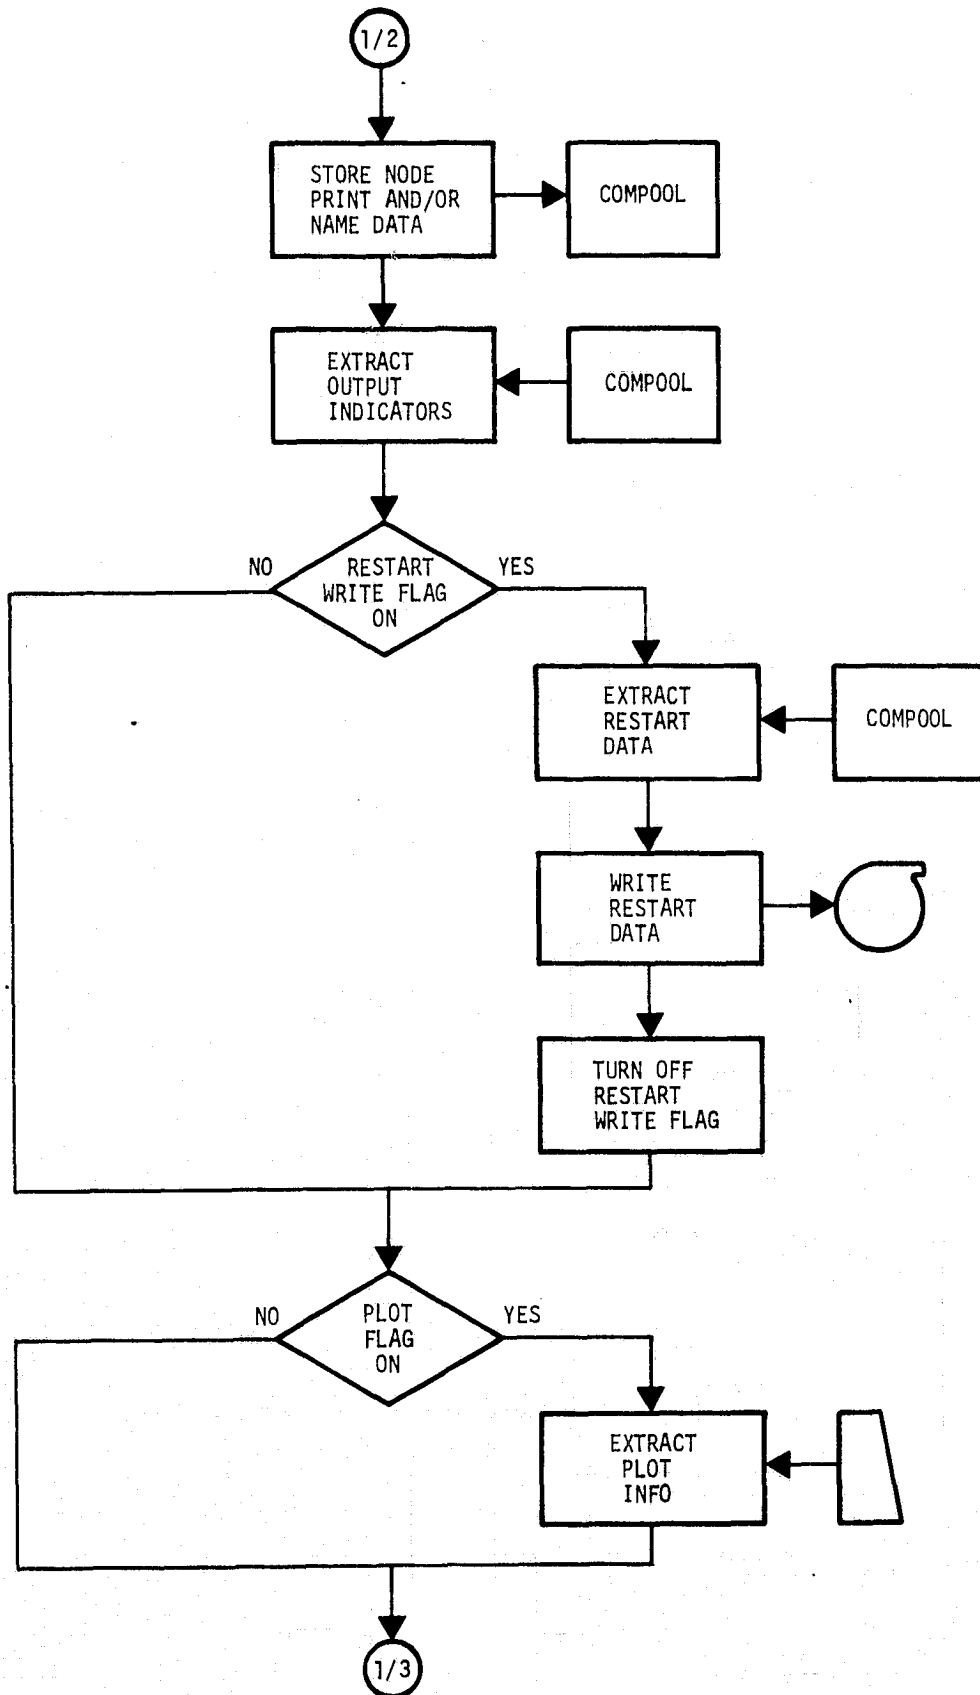 1/2
STORE NODE
PRINT AND/OR
NAME DATA
COMPOOL
EXTRACT
OUTPUT
INDICATORS
COMPOOL
NO
RESTART
WRITE FLAG
ON
YES
EXTRACT
RESTART
DATA
COMPOOL
WRITE
RESTART
DATA
TURN OFF
RESTART
WRITE FLAG
NO
PLOT
FLAG
ON
YES
EXTRACT
PLOT
INFO
1/3